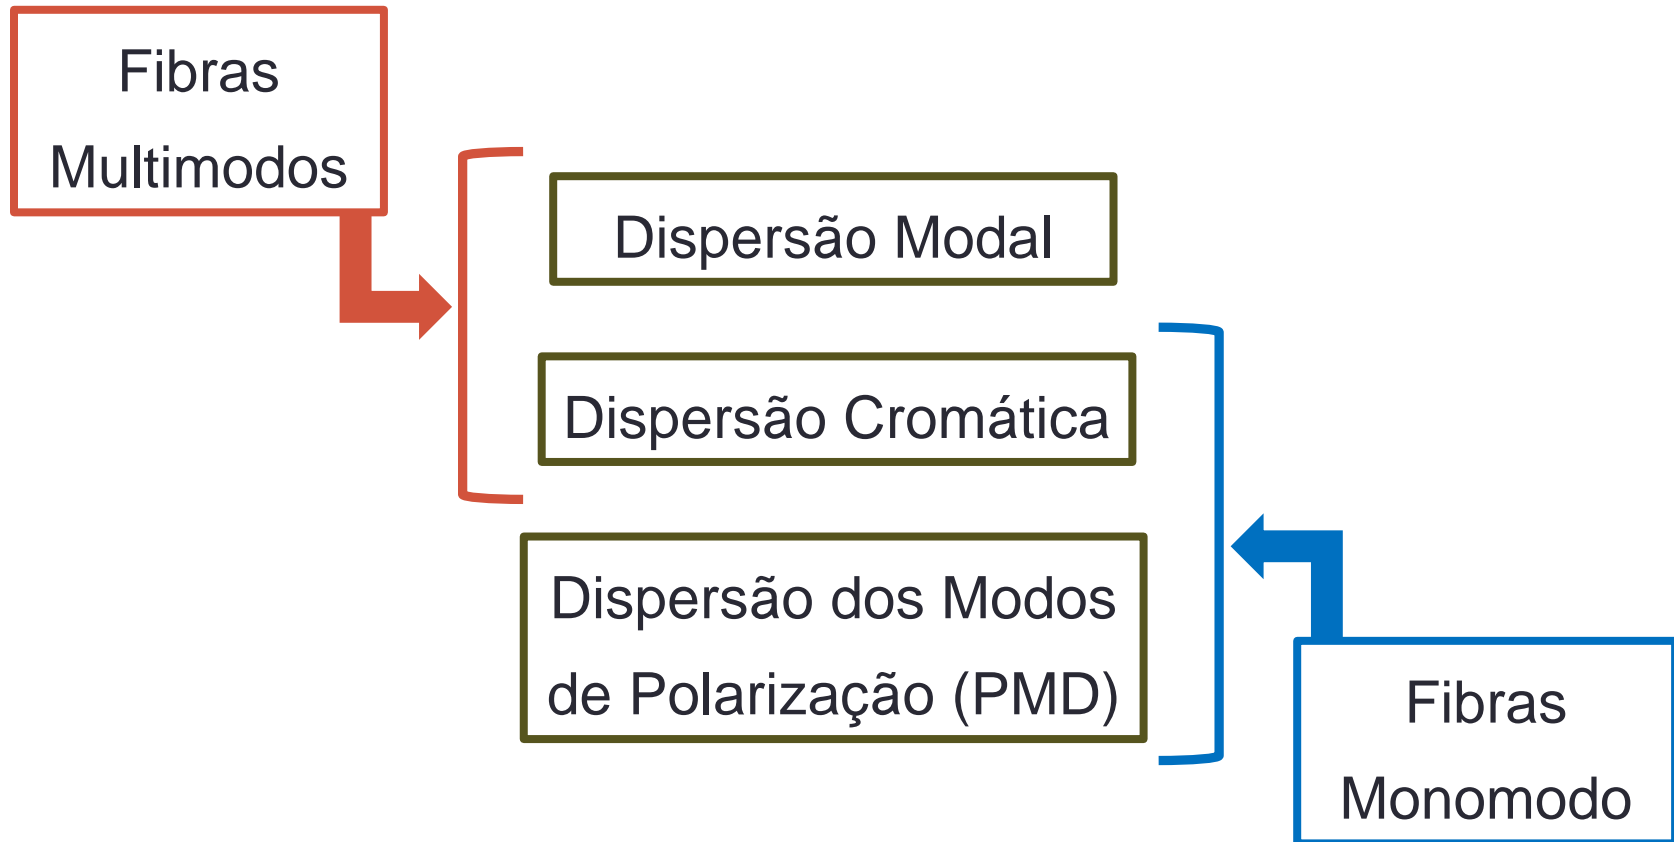 Fibras
Multimodos
Dispersão Modal
Dispersão Cromática
Dispersão dos Modos
de Polarização (PMD)
Fibras
Monomodo